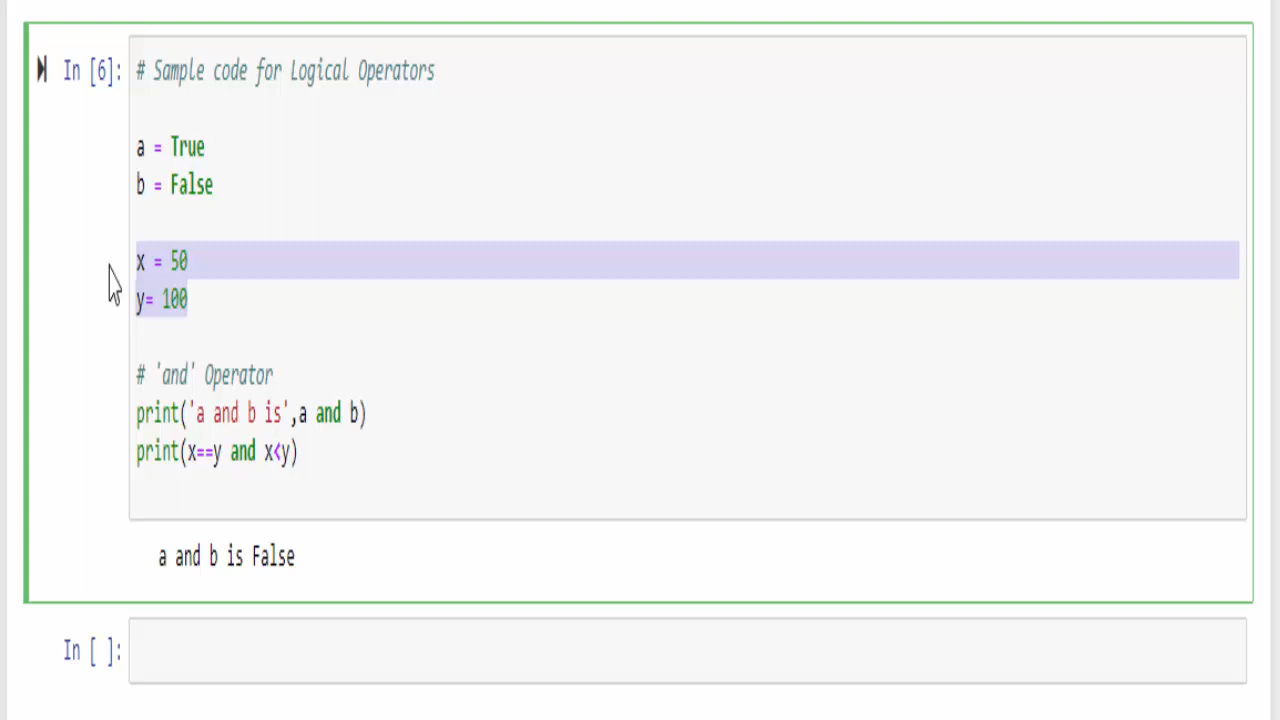 In [6]: # Sample code for Logical Operators
a = True
b = False
x = 50
y= 100
# 'and' Operator
print('a and b is',a and b)
print(x==y and x<y)
a and b is False
In [ ]: